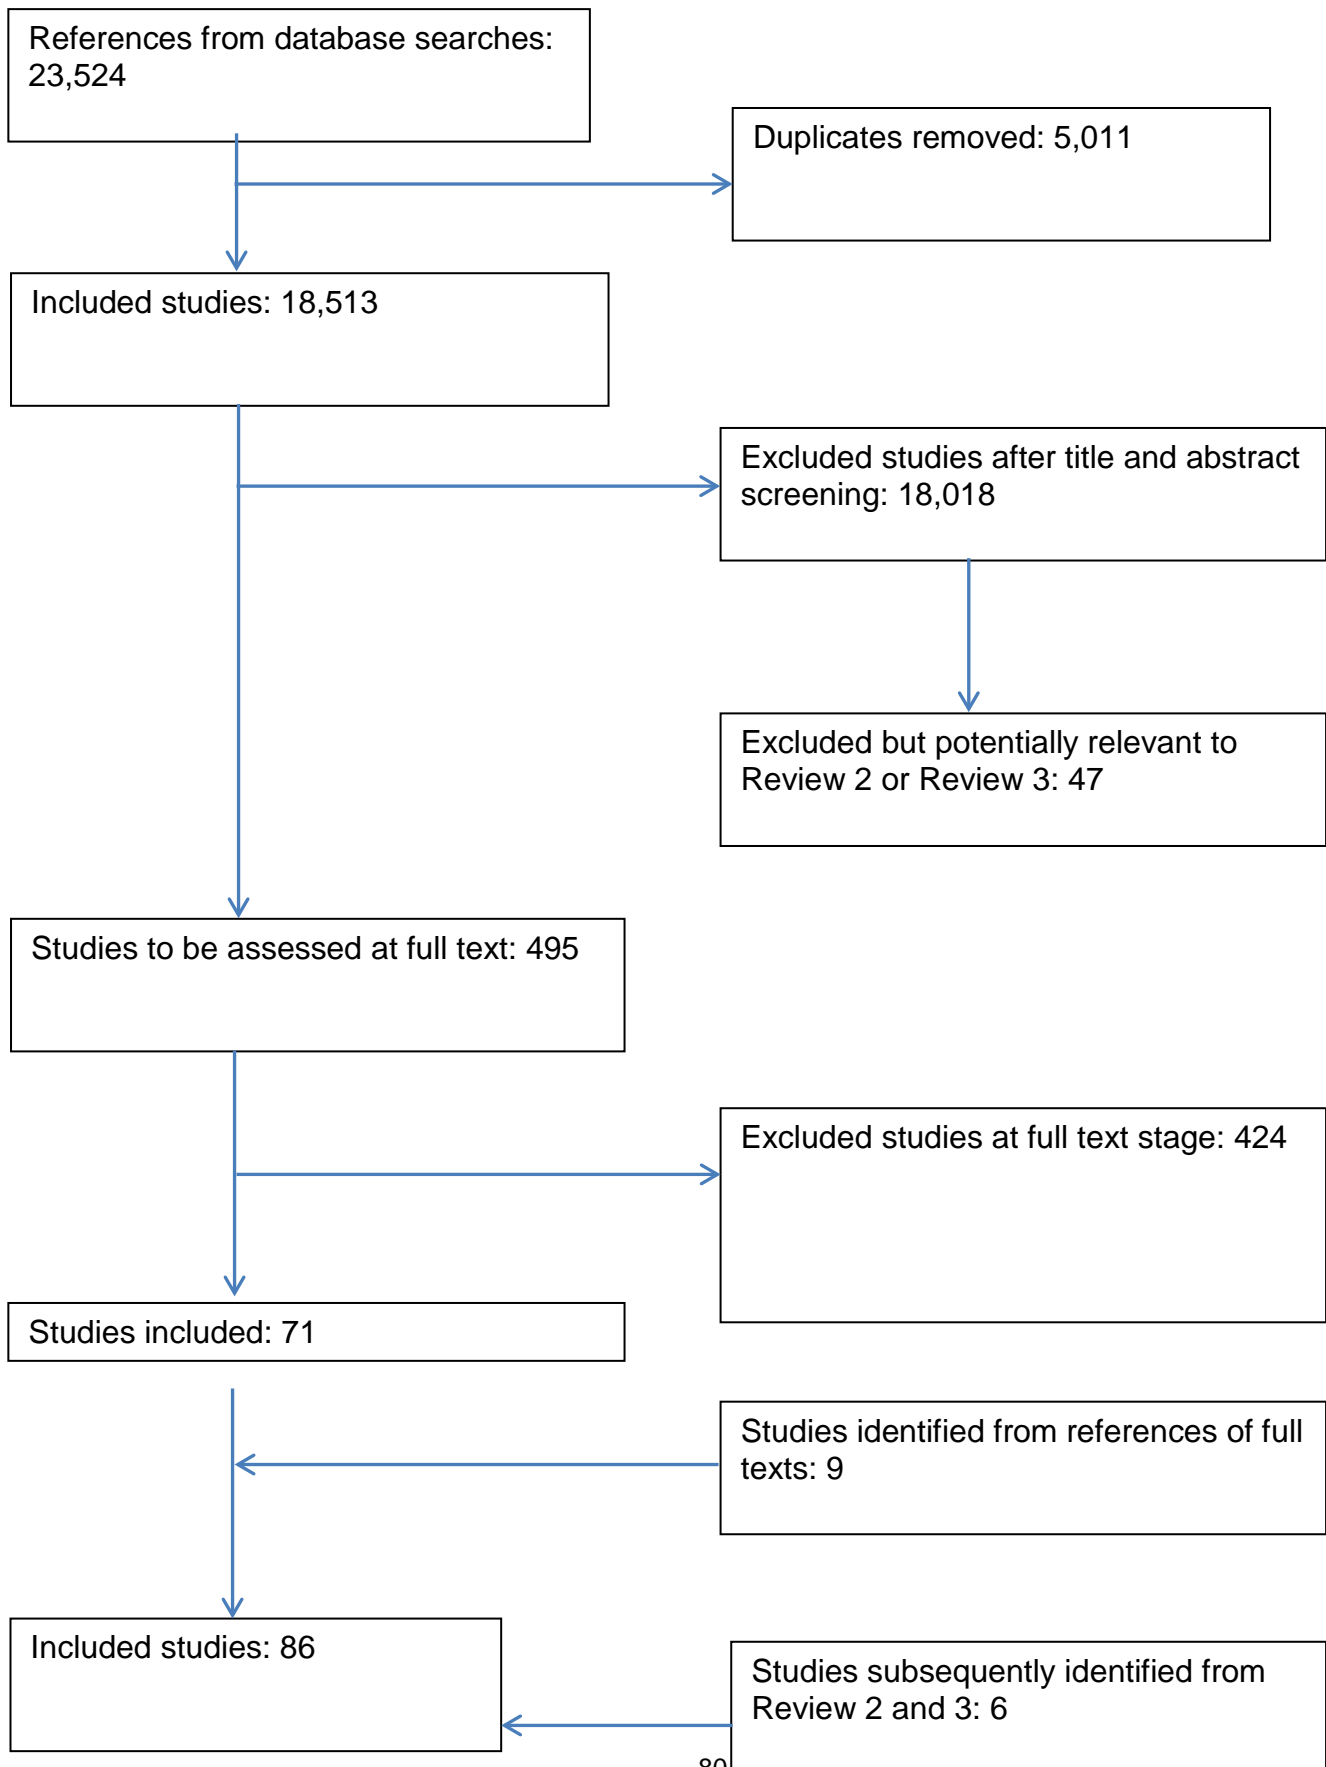 References from database searches:
23,524
Duplicates removed: 5,011
Included studies: 18,513
Excluded studies after title and abstract
screening: 18,018
Excluded but potentially relevant to
Review 2 or Review 3: 47
Studies to be assessed at full text: 495
Excluded studies at full text stage: 424
Studies included: 71
Studies identified from references of full
texts: 9
Included studies: 86
Studies subsequently identified from
Review 2 and 3: 6
80